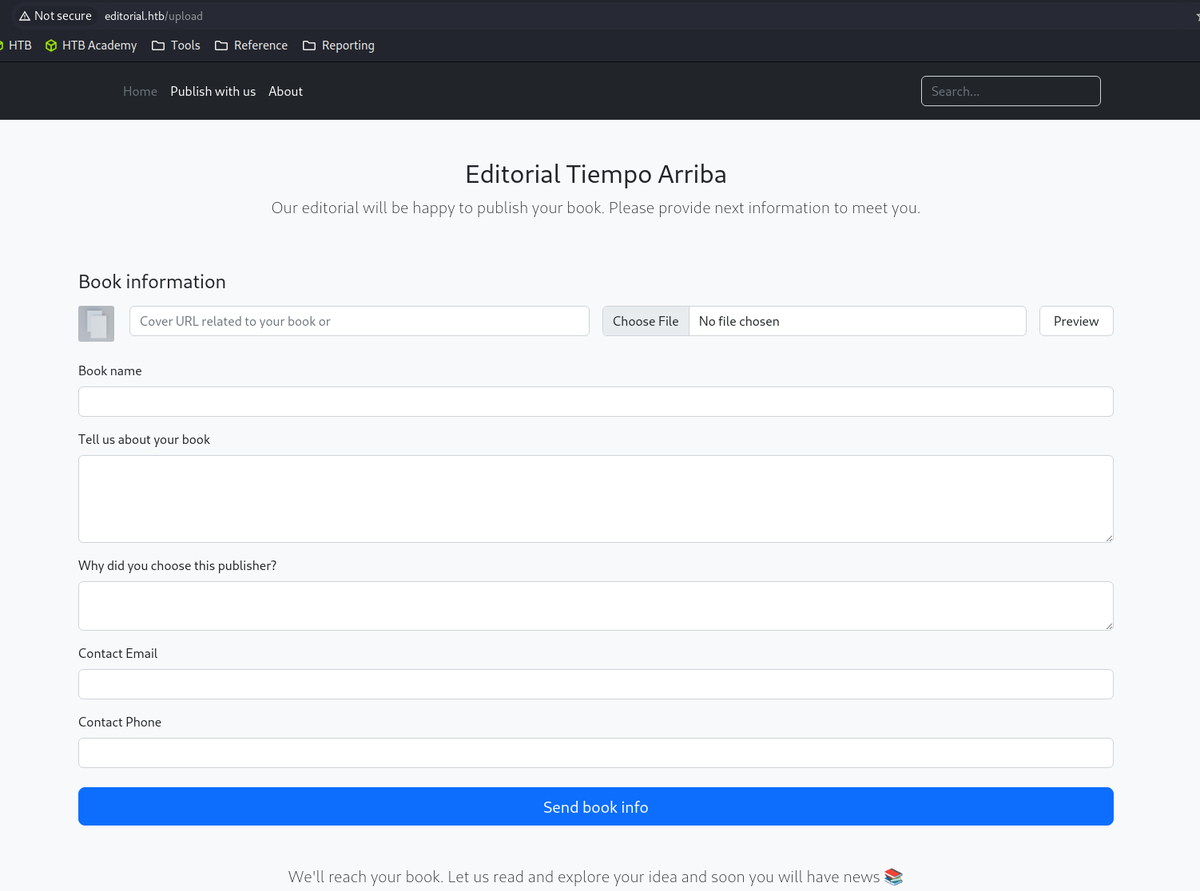 Not secure editorial.htb/upload
HTB HTB Academy Tools Reference Reporting
Home Publish with us About Search...
Editorial Tiempo Arriba
Our editorial will be happy to publish your book. Please provide next information to meet you.
Book information
Cover URL related to your book or Choose File No file chosen Preview
Book name
Tell us about your book
Why did you choose this publisher?
Contact Email
Contact Phone
Send book info
We'll reach your book. Let us read and explore your idea and soon you will have news 📚